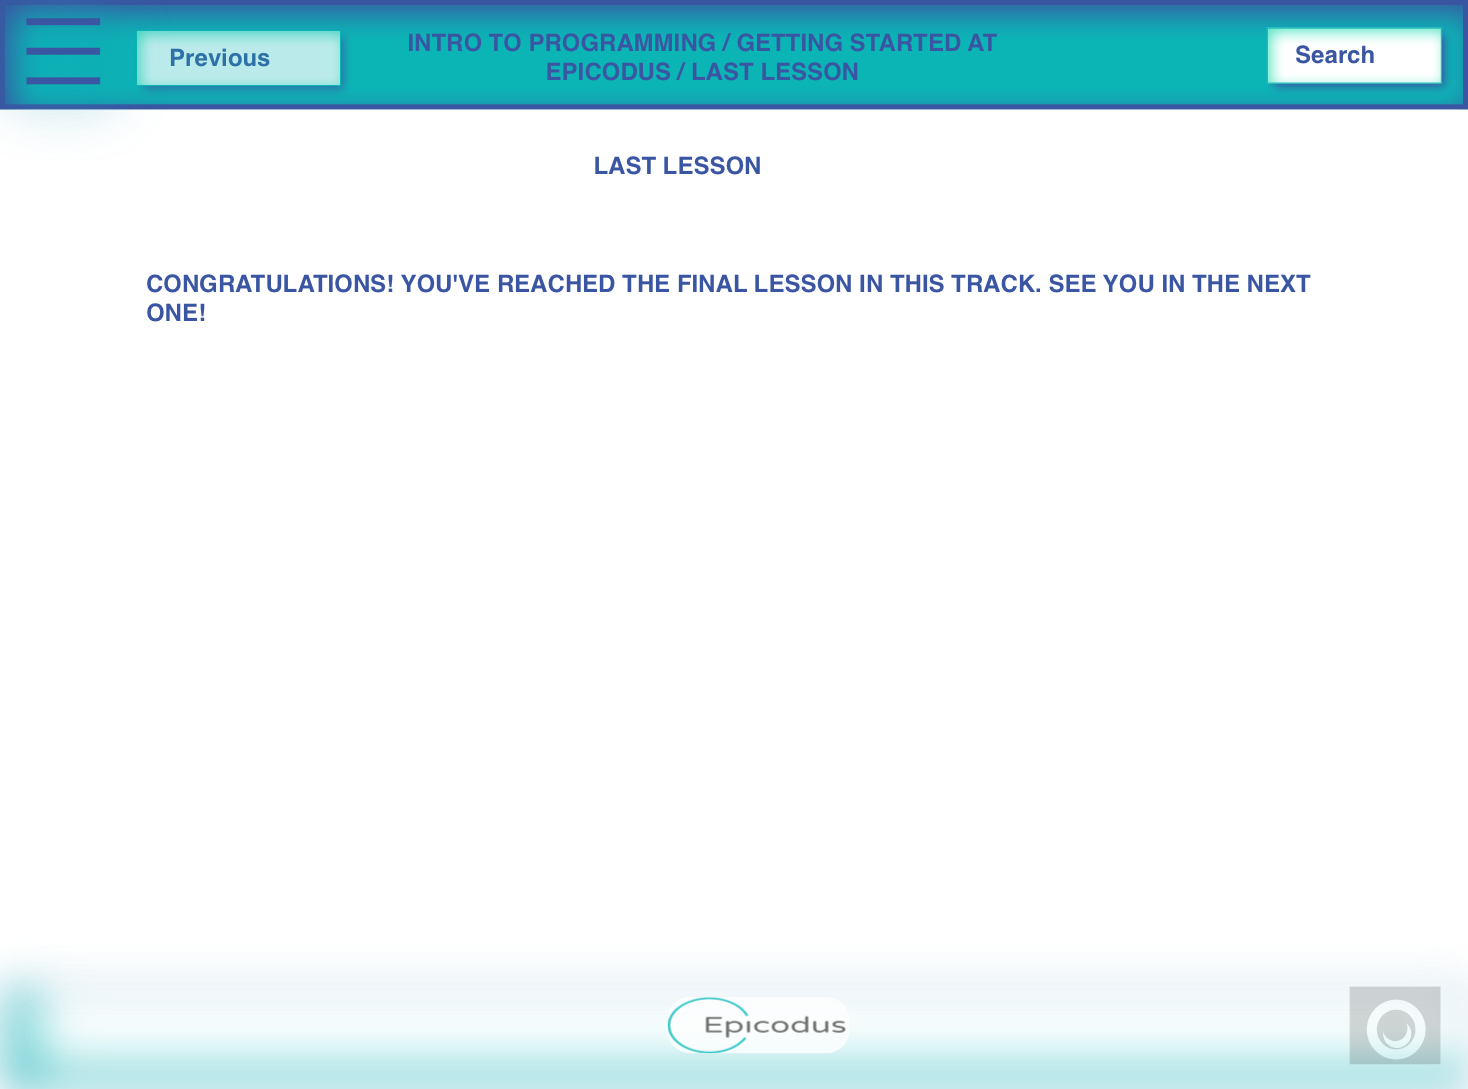 Previous
INTRO TO PROGRAMMING / GETTING STARTED AT
EPICODUS / LAST LESSON
Search
LAST LESSON
CONGRATULATIONS! YOU'VE REACHED THE FINAL LESSON IN THIS TRACK. SEE YOU IN THE NEXT
ONE!
Epicodus